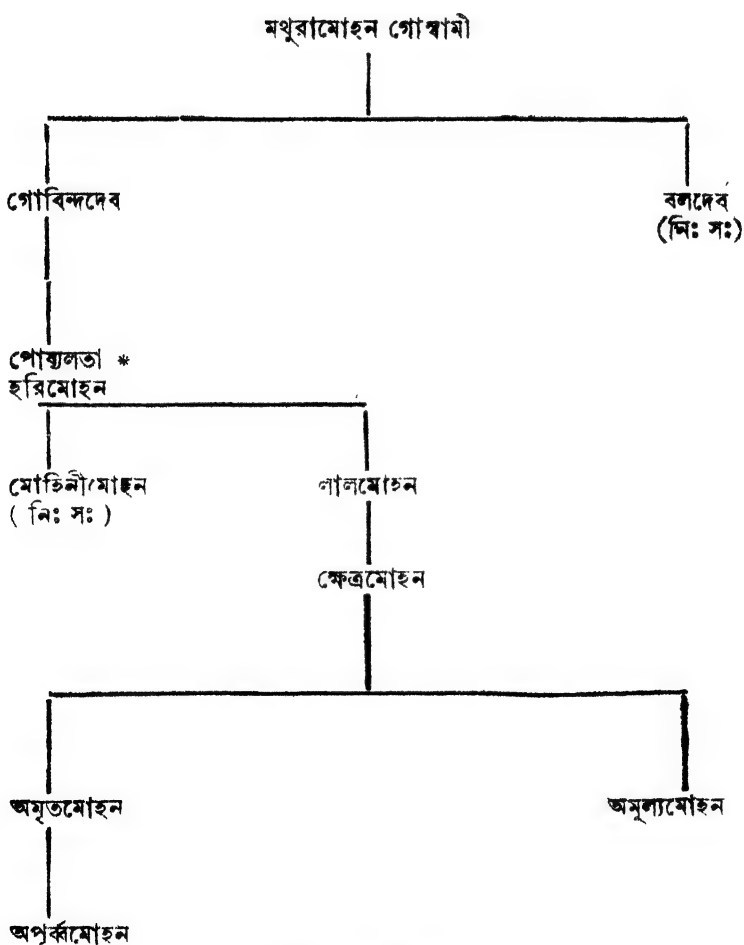 মথুরামোহন গোস্বামী
গোবিন্দদেব
বলদেব
(নিঃ সঃ)
পোষ্যলতা *
হরিমোহন
মোহিনীমোহন
( নিঃ সঃ )
লালমোহন
ক্ষেত্রমোহন
অমৃতমোহন
অমূল্যমোহন
অপূর্ব্বমোহন